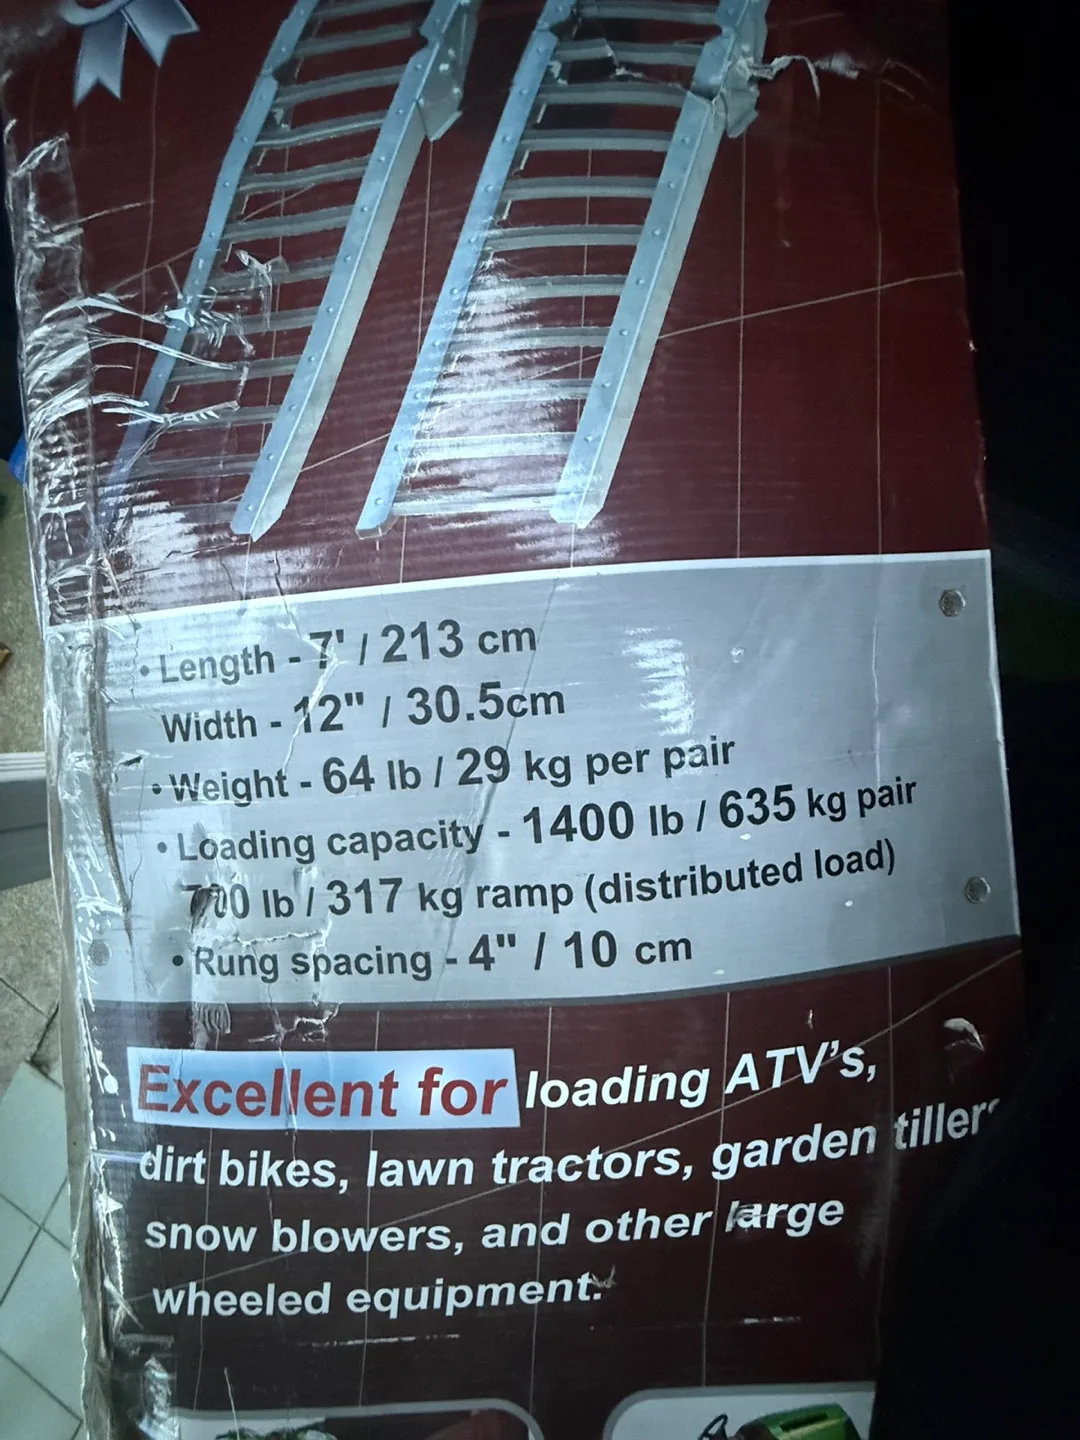 • Length - 7' / 213 cm
Width - 12" / 30.5cm
• Weight - 64 lb / 29 kg per pair
• Loading capacity - 1400 lb / 635 kg pair
700 lb / 317 kg ramp (distributed load)
• Rung spacing - 4" / 10 cm
Excellent for loading ATV's,
dirt bikes, lawn tractors, garden tillers
snow blowers, and other large
wheeled equipment.